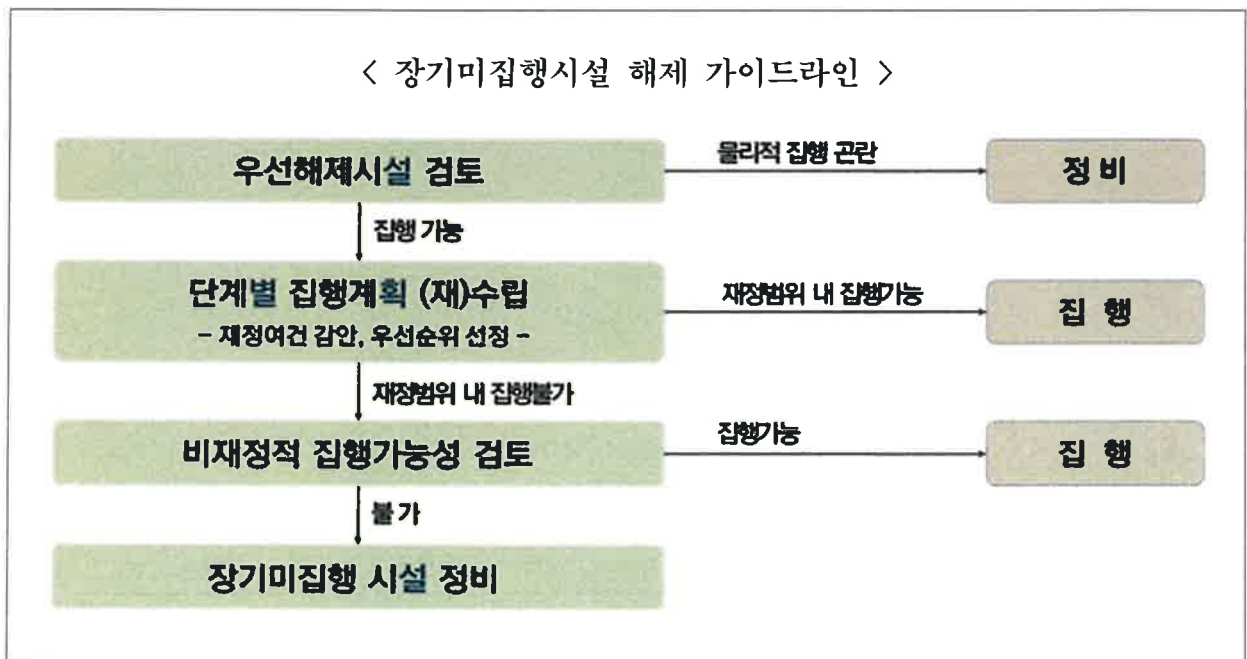 < 장기미집행시설 해제 가이드라인 >
우선해제시설 검토
물리적 집행 곤란
정 비
집행 가능
단계별 집행계획 (재)수립
- 재정여건 감안, 우선순위 선정 -
재정범위 내 집행가능
집 행
재정범위 내 집행불가
비재정적 집행가능성 검토
집행가능
집 행
불 가
장기미집행 시설 정비